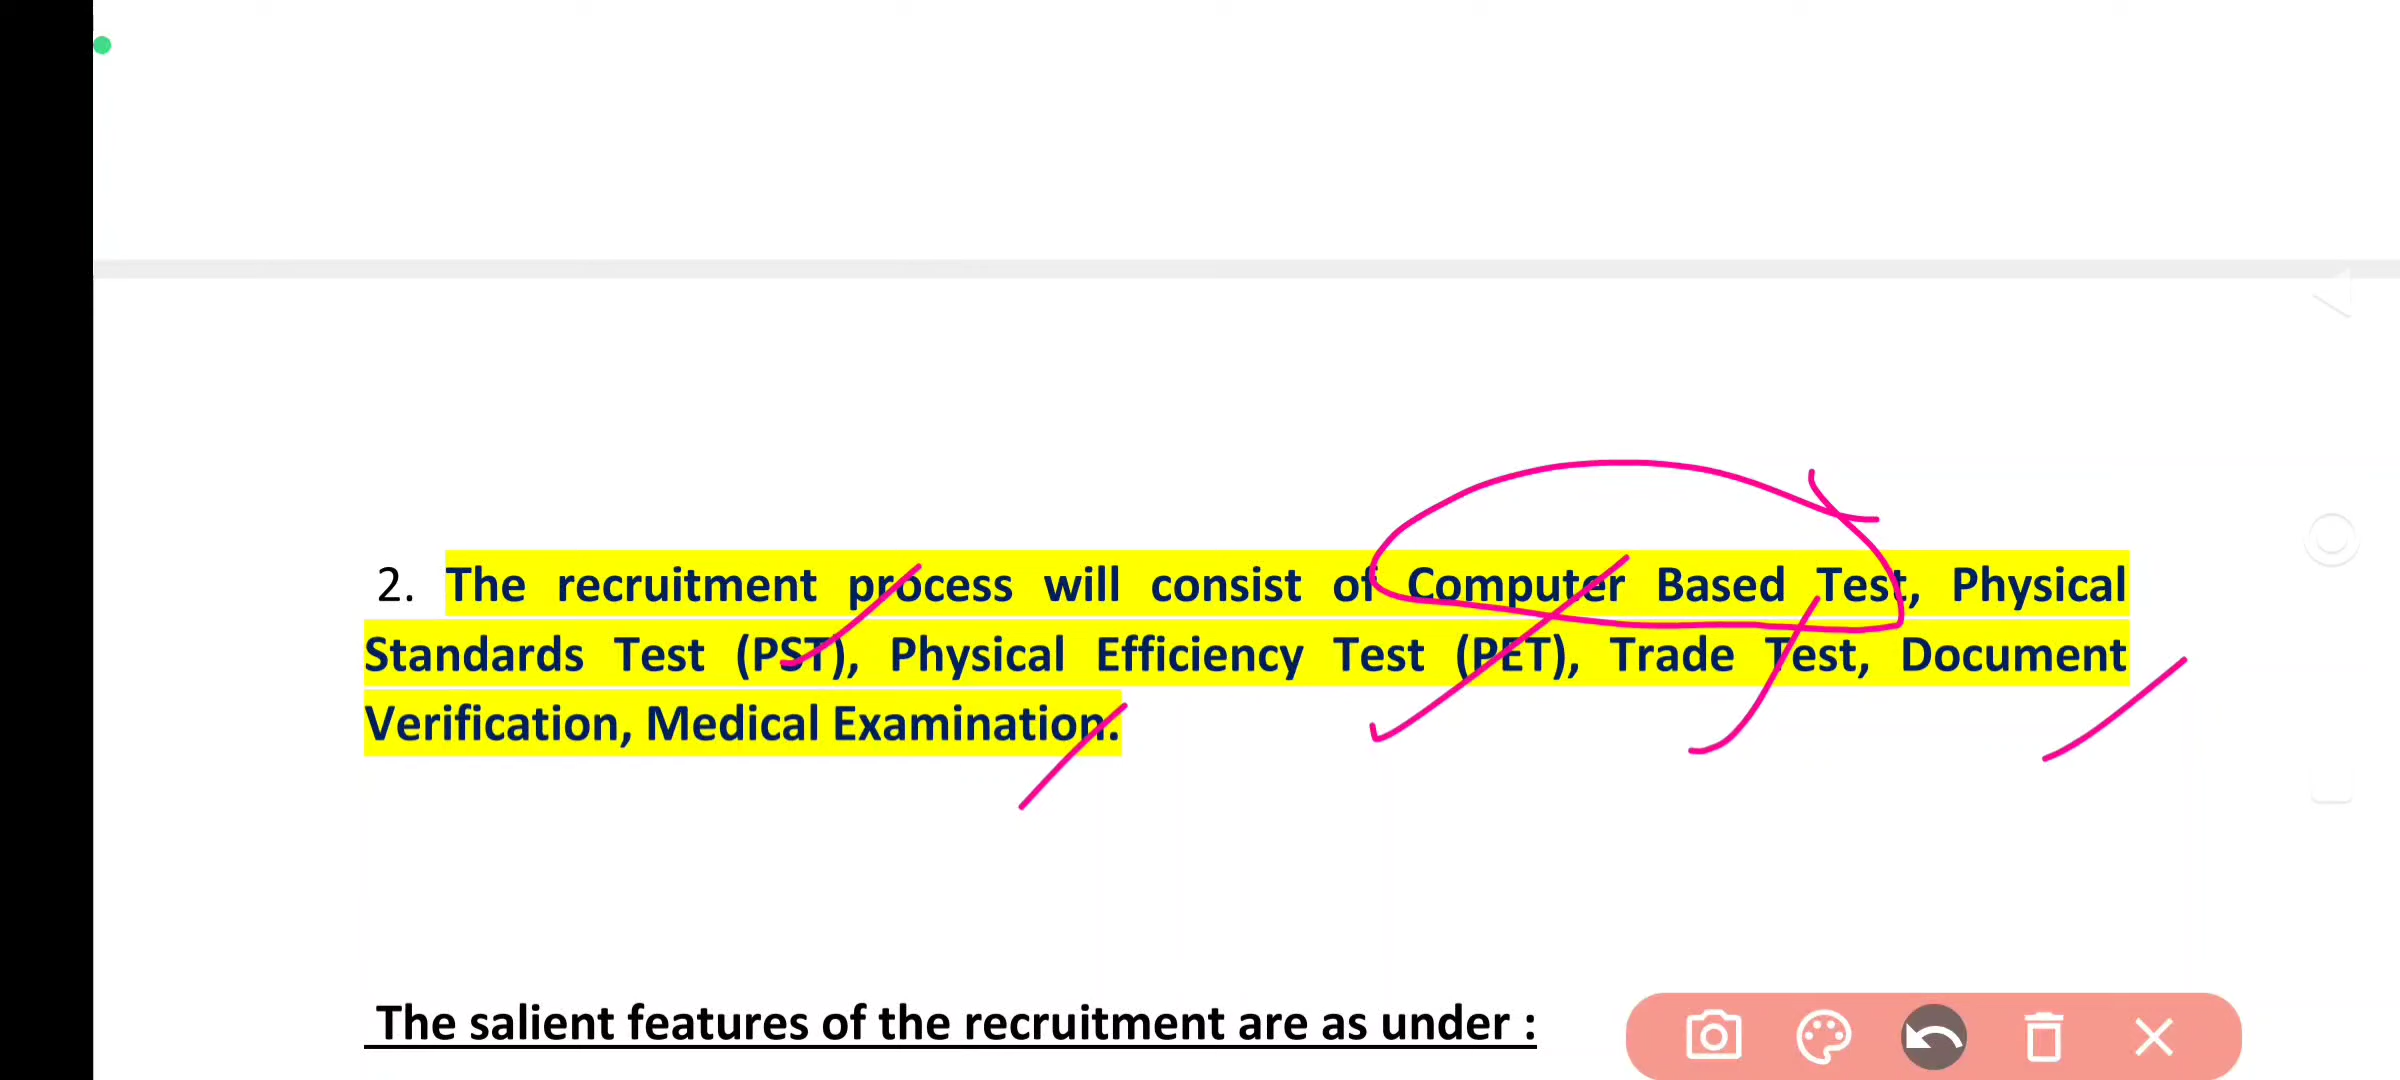 2. The recruitment process will consist of Computer Based Test, Physical
Standards Test (PST), Physical Efficiency Test (PET), Trade Test, Document
Verification, Medical Examination.
The salient features of the recruitment are as under :